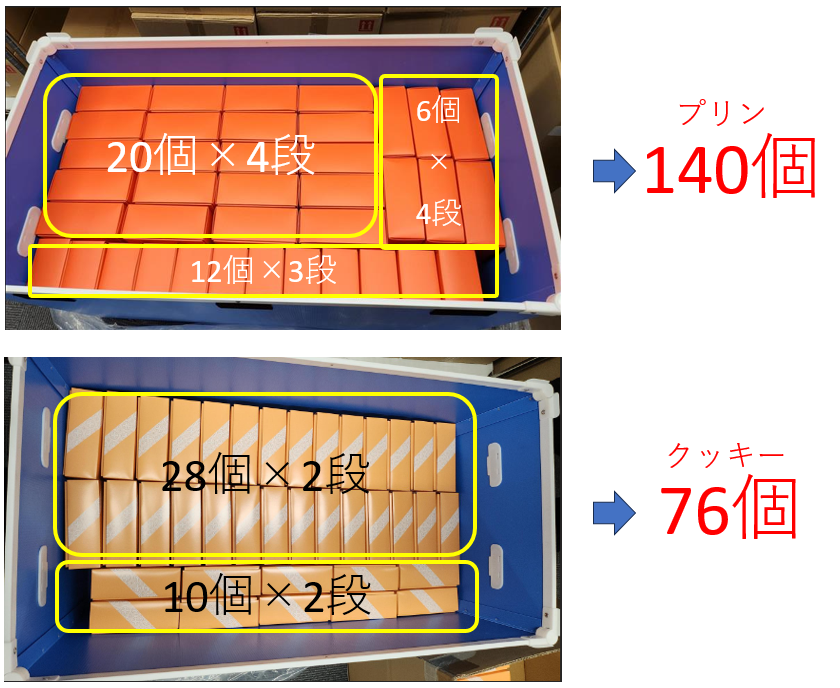 20個×4段
6個
×
4段
12個×3段
プリン
140個
28個×2段
10個×2段
クッキー
76個